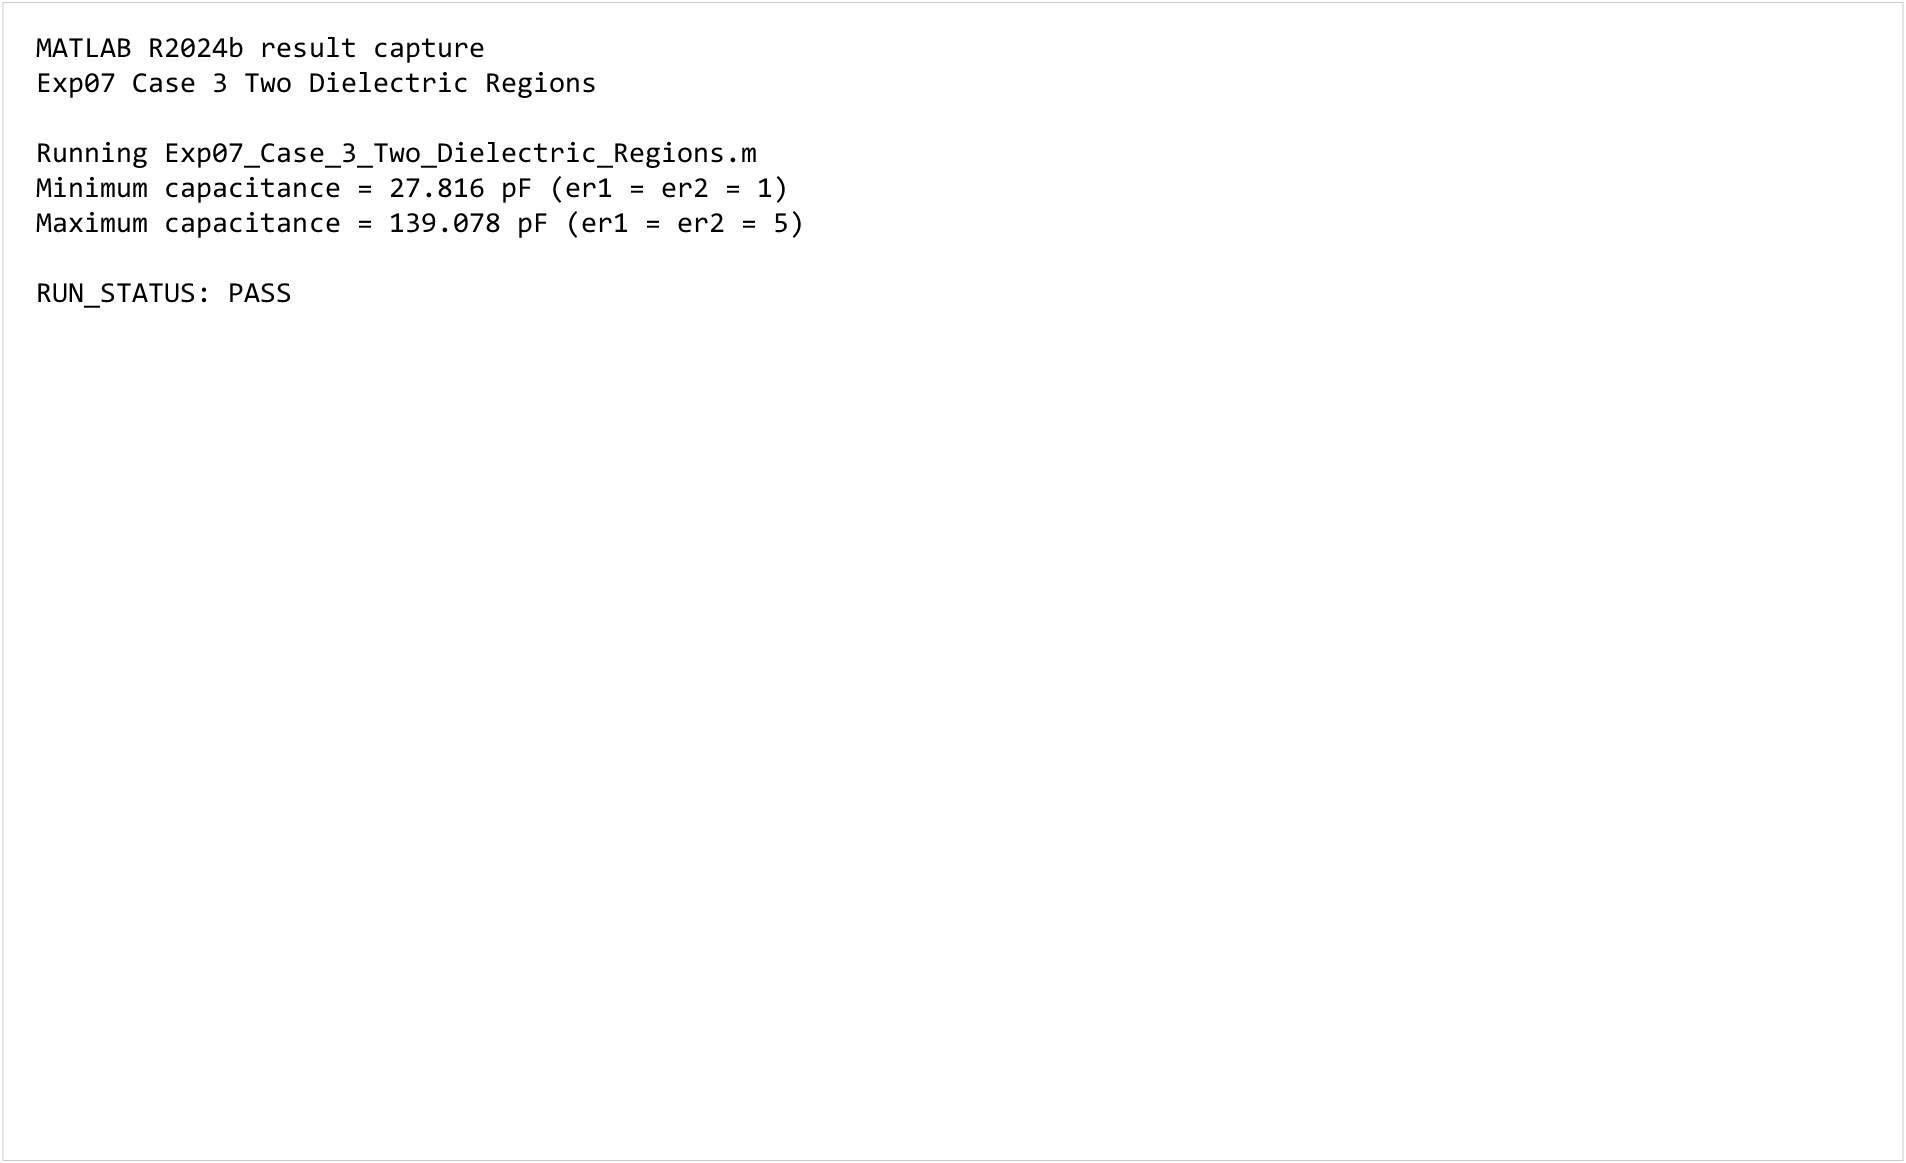 MATLAB R2024b result capture
Exp07 Case 3 Two Dielectric Regions
Running Exp07_Case_3_Two_Dielectric_Regions.m
Minimum capacitance = 27.816 pF (er1 = er2 = 1)
Maximum capacitance = 139.078 pF (er1 = er2 = 5)
RUN_STATUS: PASS